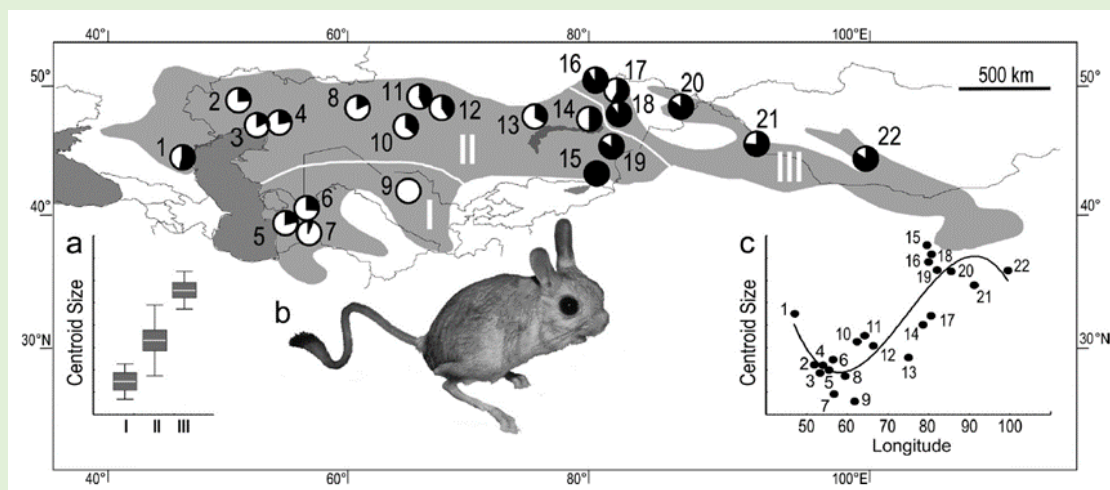 40° 60° 80° 100°E
50° 50°
500 km
16 17 20
2 8 11 18
3 4 12 13 14 21
10 22
1 II 19
15 III
9
40° 6 I 40°
5 7
a c
b
Centroid Size
I II III
30°N 30°N
Centroid Size
15
18
16
19 20 22
21
1
10 11 14 17
12
2 4 6 13
3 5 8
7 9
50 60 70 80 90 100
Longitude
40° 60° 80° 100°E